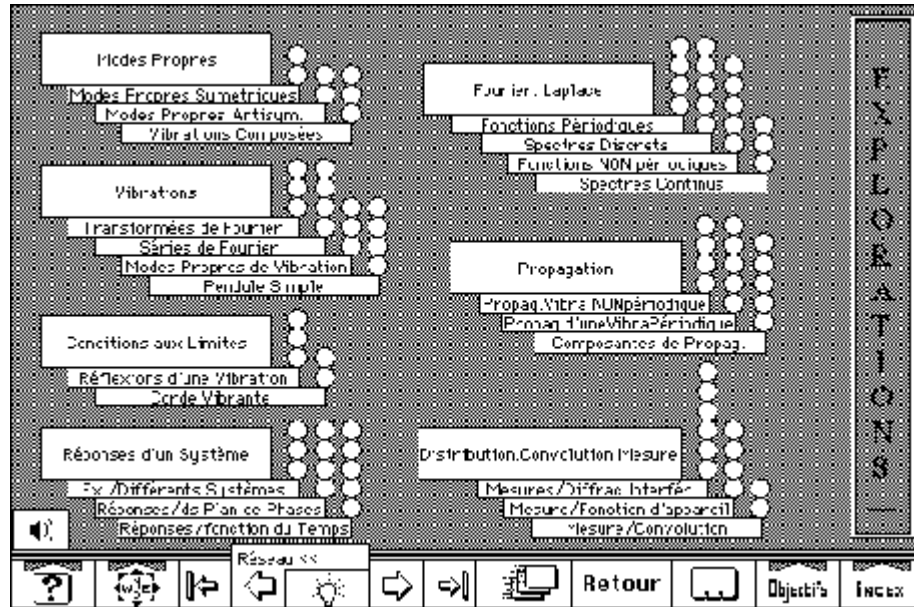 Modes Propres
Modes Propres Sumetriques
Modes Propres Antisym.
Vibrations Composées
Vibrations
Transformées de Fourier
Séries de Fourier
Modes Propres de Vibration
Pendule Simple
Conditions aux Limites
Réflexions d'une Vibration
Corde Vibrante
Réponses d'un Système
Ex./Différents Systèmes
Réponses/ds Plan de Phases
Réponses/fonction du Temps
Fourier. Laplace
Fonctions Périodiques
Spectres Discrets
Fonctions NON périodiques
Spectres Continus
Propagation
Propag.Vibra NONpériodique
Propag d'uneVibraPériodique
Composantes de Propag.
Distribution.Convolution Mesure
Mesures/Diffrac Interfér
Mesure/Fonction d'appareil
Mesure/Convolution
EXPLORATIONS
Réseau <<
?
Retour
Objectifs
INDEX